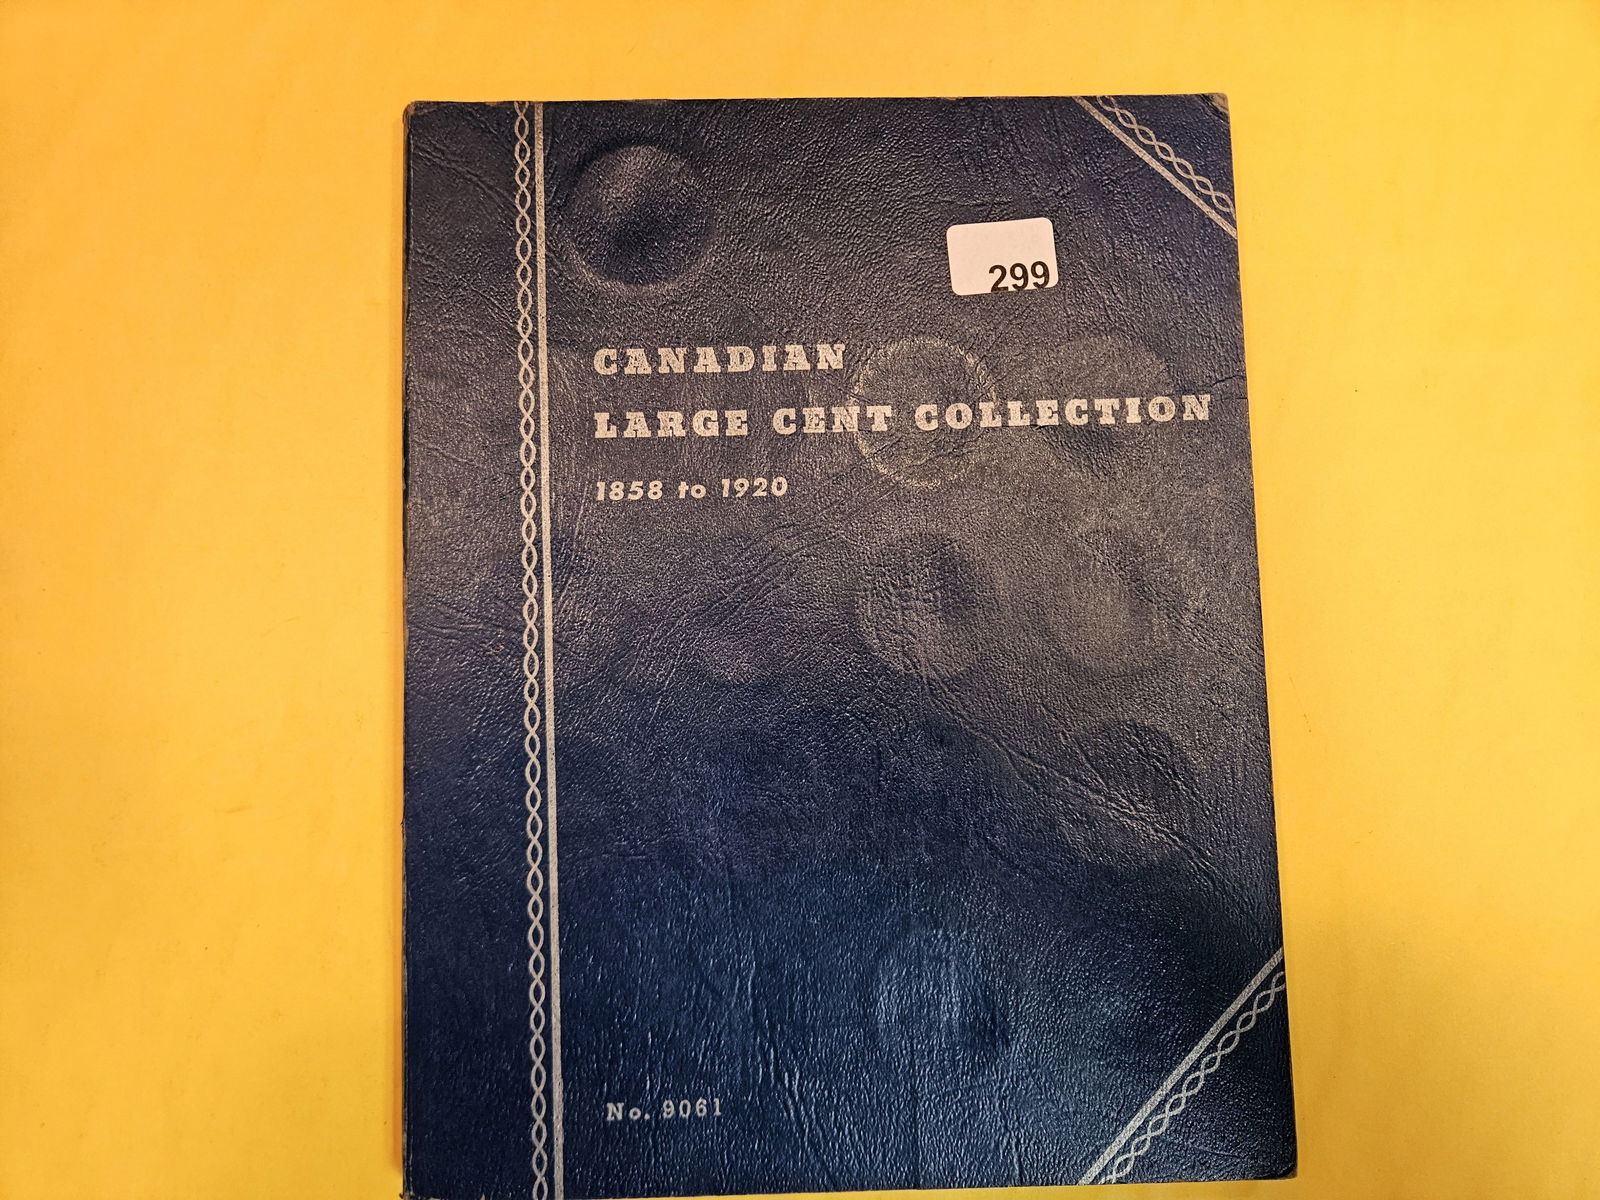 299
CANADIAN
LARGE CENT COLLECTION
1858 to 1920
No. 9061